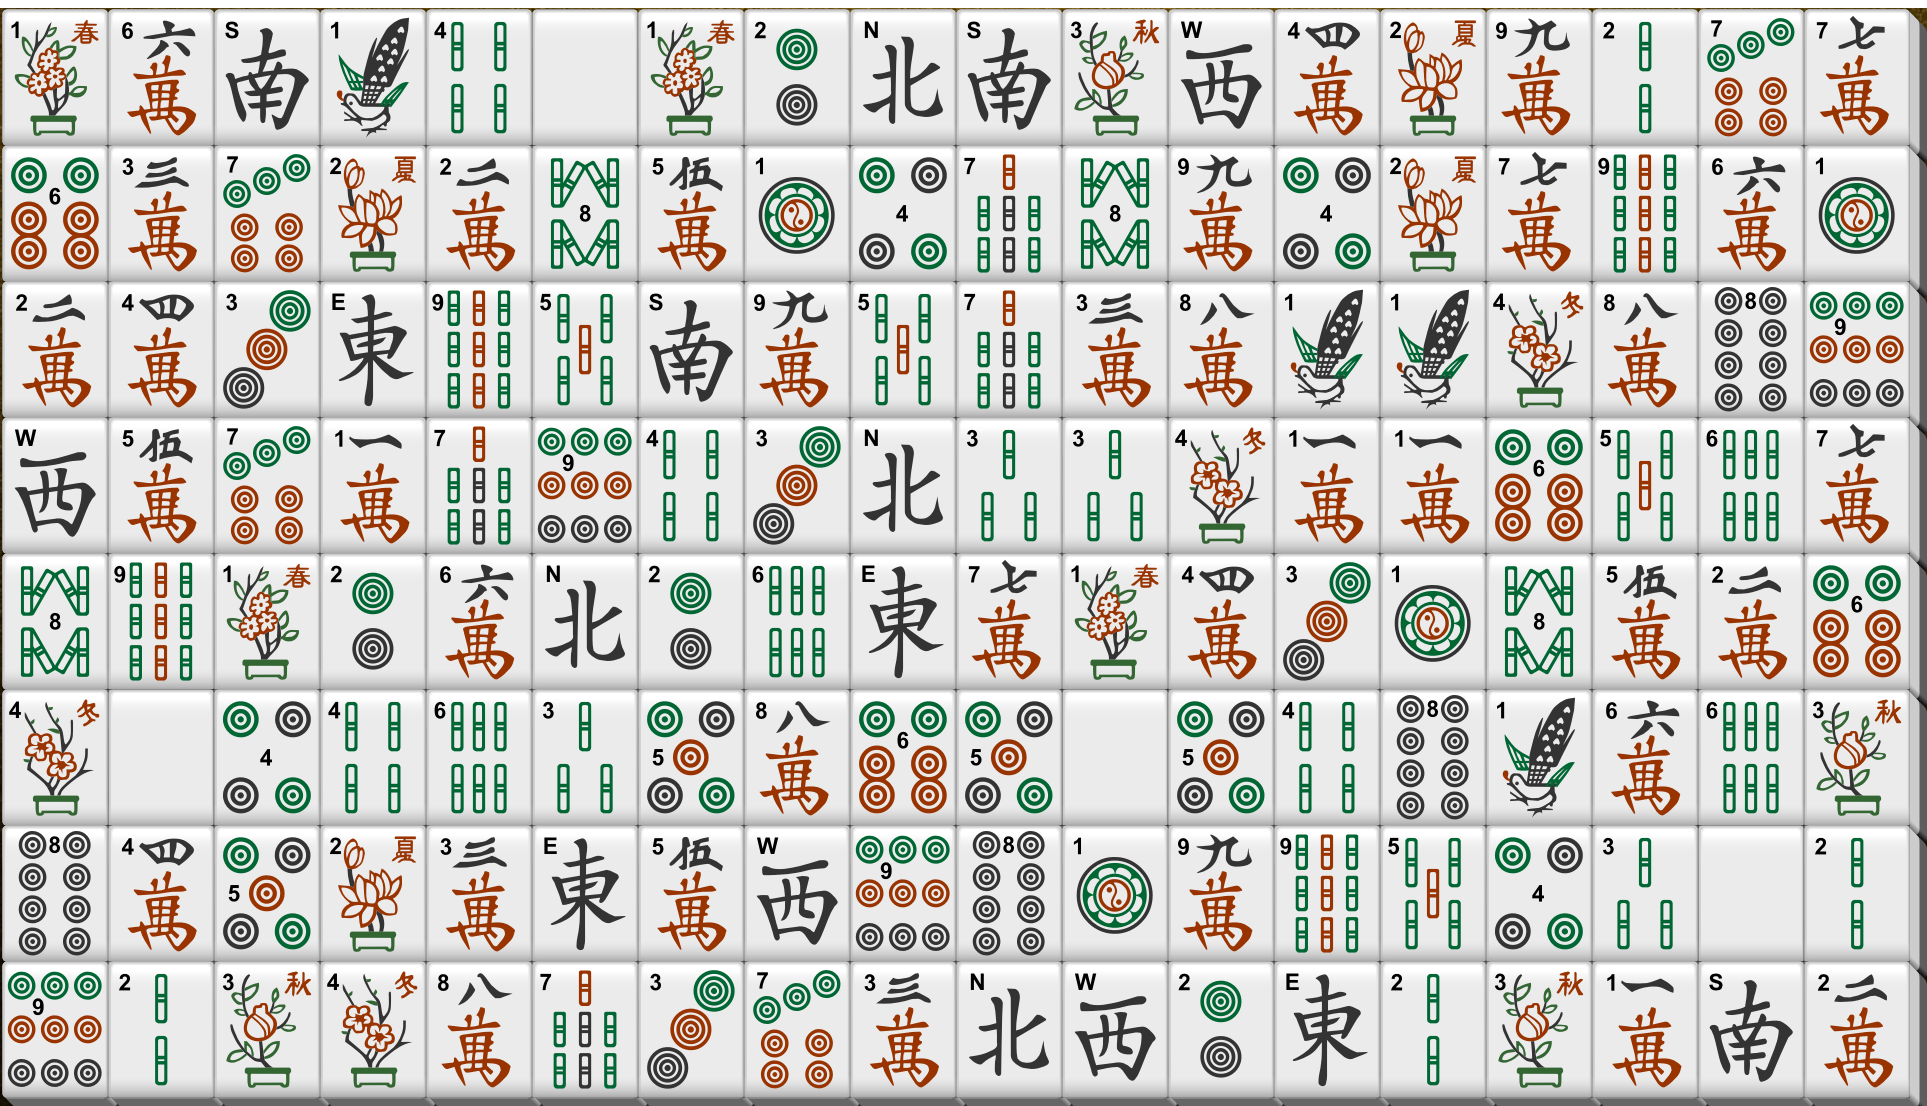 1 春 6 六萬 S 南 1 4 1 春 2 N 北 S 南 3 秋 W 西 4 四萬 2 夏 9 九萬 2 7 7 七萬
6 3 三萬 7 2 夏 2 二萬 8 5 伍萬 1 4 7 8 9 九萬 4 2 夏 7 七萬 9 6 六萬 1
2 二萬 4 四萬 3 E 東 9 5 S 南 9 九萬 5 7 3 三萬 8 八萬 1 1 4 冬 8 八萬 8 9
W 西 5 伍萬 7 1 一萬 7 9 4 3 N 北 3 3 4 冬 1 一萬 1 一萬 6 5 6 7 七萬
8 9 1 春 2 6 六萬 N 北 2 6 E 東 7 七萬 1 春 4 四萬 3 1 8 5 伍萬 2 二萬 6
4 冬 4 4 6 3 5 8 八萬 6 5 5 4 8 1 6 六萬 6 3 秋
8 4 四萬 5 2 夏 3 三萬 E 東 5 伍萬 W 西 9 8 1 9 九萬 9 5 4 3 2
9 2 3 秋 4 冬 8 八萬 7 3 7 3 三萬 N 北 W 西 2 E 東 2 3 秋 1 一萬 S 南 2 二萬